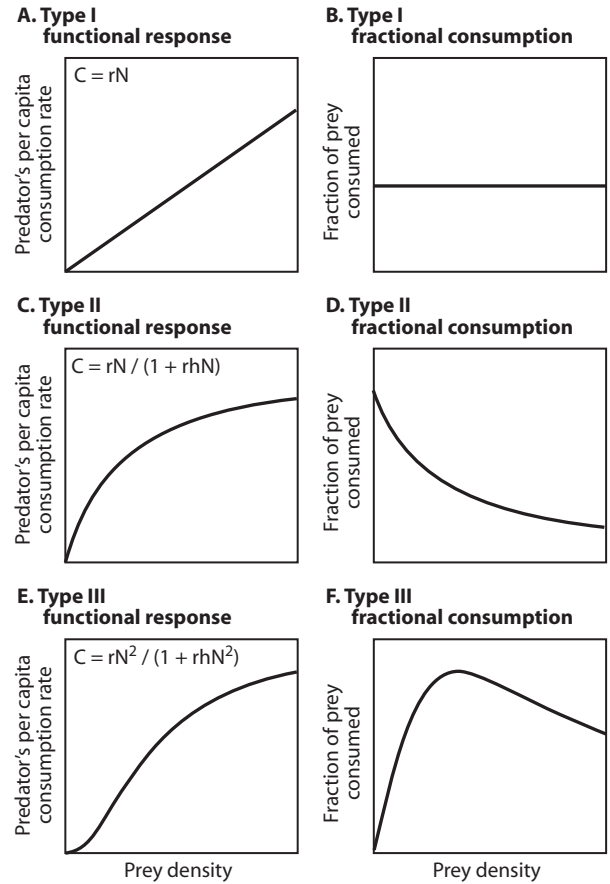 A. Type I
functional response
C = rN
Predator's per capita
consumption rate
B. Type I
fractional consumption
Fraction of prey
consumed
C. Type II
functional response
C = rN / (1 + rhN)
Predator's per capita
consumption rate
D. Type II
fractional consumption
Fraction of prey
consumed
E. Type III
functional response
C = rN² / (1 + rhN²)
Predator's per capita
consumption rate
Prey density
F. Type III
fractional consumption
Fraction of prey
consumed
Prey density